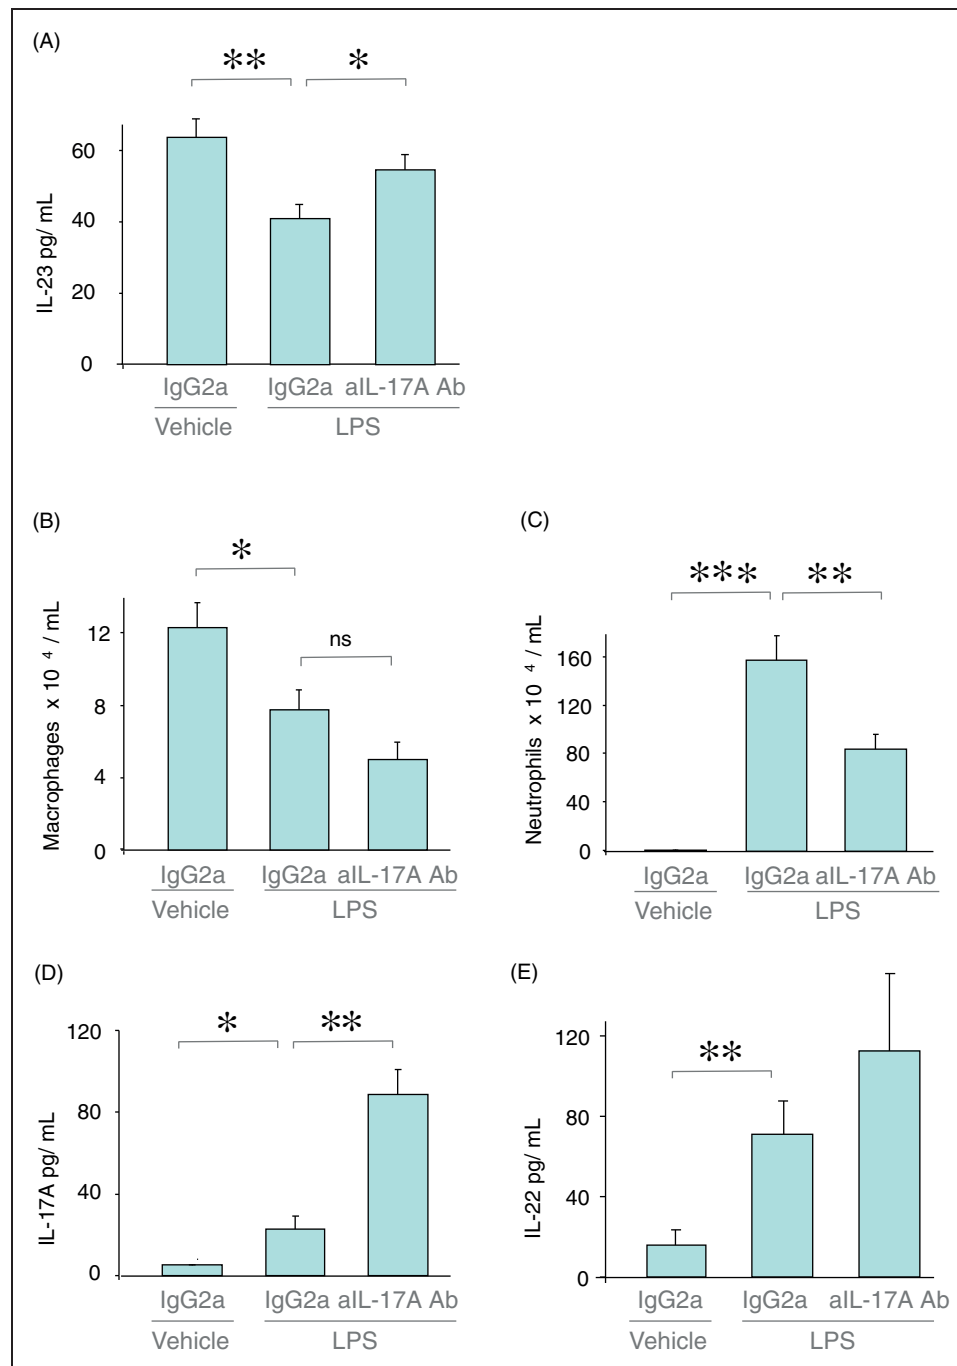 (A)
** *
IL-23 pg/ mL
60
40
20
0
IgG2a IgG2a aIL-17A Ab
Vehicle LPS
(B)
*
ns
Macrophages x 10 4 / mL
12
8
4
0
IgG2a IgG2a aIL-17A Ab
Vehicle LPS
(C)
*** **
Neutrophils x 10 4 / mL
160
120
80
40
0
IgG2a IgG2a aIL-17A Ab
Vehicle LPS
(D)
* **
IL-17A pg/ mL
120
80
40
0
IgG2a IgG2a aIL-17A Ab
Vehicle LPS
(E)
**
IL-22 pg/ mL
120
80
40
0
IgG2a IgG2a aIL-17A Ab
Vehicle LPS